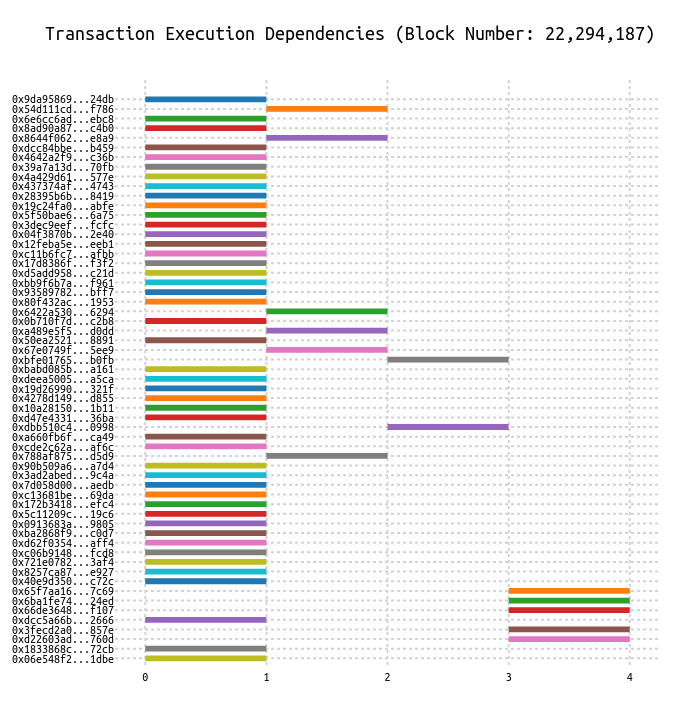 Transaction Execution Dependencies (Block Number: 22,294,187)
0x9da95869...24db
0x54d111cd...f786
0x6e6cc6ad...ebc8
0x8ad90a87...c4b0
0x8644f062...e8a9
0xdcc84bbe...b459
0x4642a2f9...c36b
0x39a7a13d...70fb
0x4a429d61...577e
0x437374af...4743
0x28395b6b...8419
0x19c24fa0...abfe
0x5f50bae6...6a75
0x3dec9eef...fcfc
0x04f3870b...2e40
0x12feba5e...eeb1
0xc11b6fc7...afbb
0x17d8386f...f3f2
0xd5add958...c21d
0xbb9f6b7a...f961
0x93589782...bff7
0x80f432ac...1953
0x6422a530...6294
0x0b710f7d...c2b8
0xa489e5f5...d0dd
0x50ea2521...8891
0x67e0749f...5ee9
0xbfe01765...b0fb
0xbabd085b...a161
0xdeea5005...a5ca
0x19d26990...321f
0x4278d149...d855
0x10a28150...1b11
0xd47e4331...36ba
0xdbb510c4...0998
0xa660fb6f...ca49
0xcde2c62a...af6c
0x788af875...d5d9
0x90b509a6...a7d4
0x3ad2abed...9c4a
0x7d058d00...aedb
0xc13681be...69da
0x172b3418...efc4
0x5c11209c...19c6
0x0913683a...9805
0xba2868f9...c0d7
0xd62f0354...aff4
0xc06b9148...fcd8
0x721e0782...3af4
0x8257ca87...e927
0x40e9d350...c72c
0x65f7aa16...7c69
0x6ba1fe74...24ed
0x66de3648...f107
0xdcc5a66b...2666
0x3fecd2a0...857e
0xd22603ad...760d
0x1833868c...72cb
0x06e548f2...1dbe
0 1 2 3 4